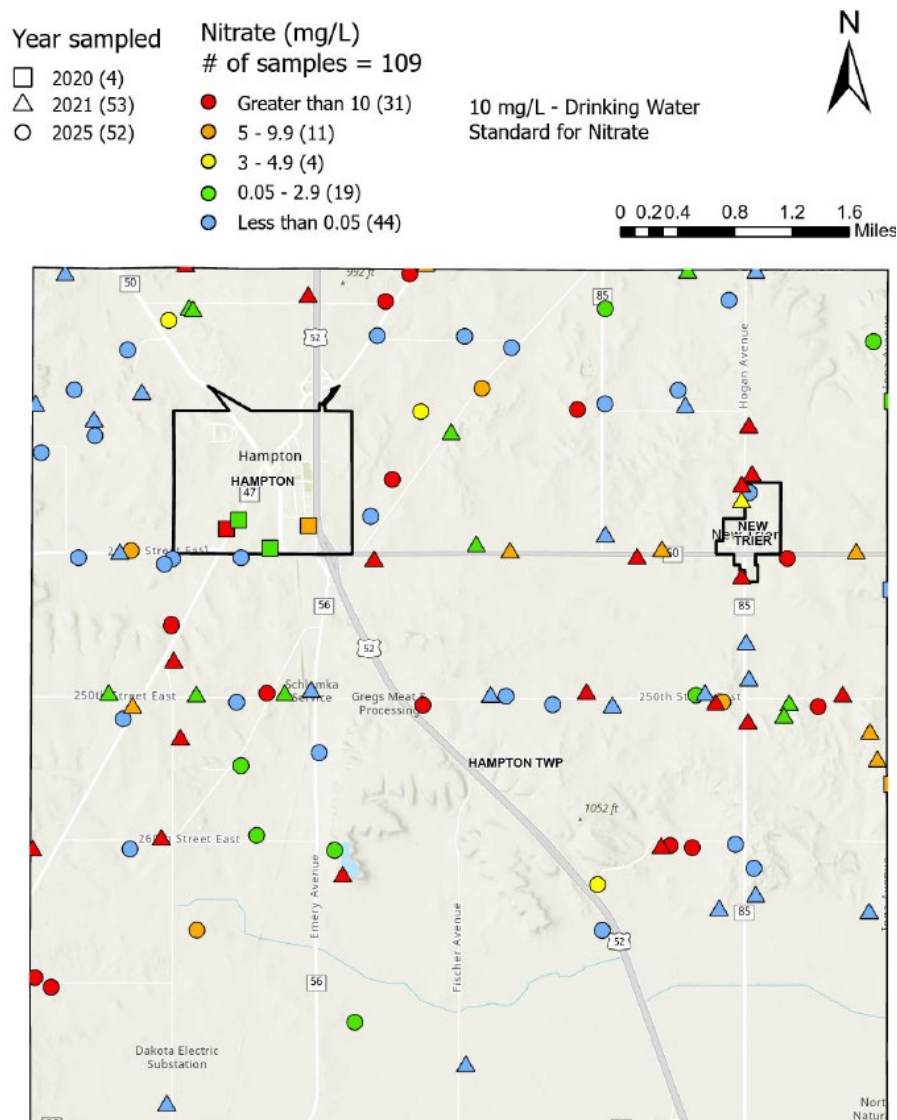 Year sampled
2020 (4)
2021 (53)
2025 (52)
Nitrate (mg/L)
# of samples = 109
Greater than 10 (31)
5 - 9.9 (11)
3 - 4.9 (4)
0.05 - 2.9 (19)
Less than 0.05 (44)
10 mg/L - Drinking Water
Standard for Nitrate
N
0 0.20.4 0.8 1.2 1.6
Miles
50
992 ft
85
52
Hogan Avenue
Hampton
HAMPTON
47
NEW
TRIER
Street East
50
56
85
52
250th Street East
Schlomka
Service
Gregs Meat &
Processing
250th Street East
HAMPTON TWP
1052 ft
Street East
Emery Avenue
Fischer Avenue
85
52
56
Dakota Electric
Substation